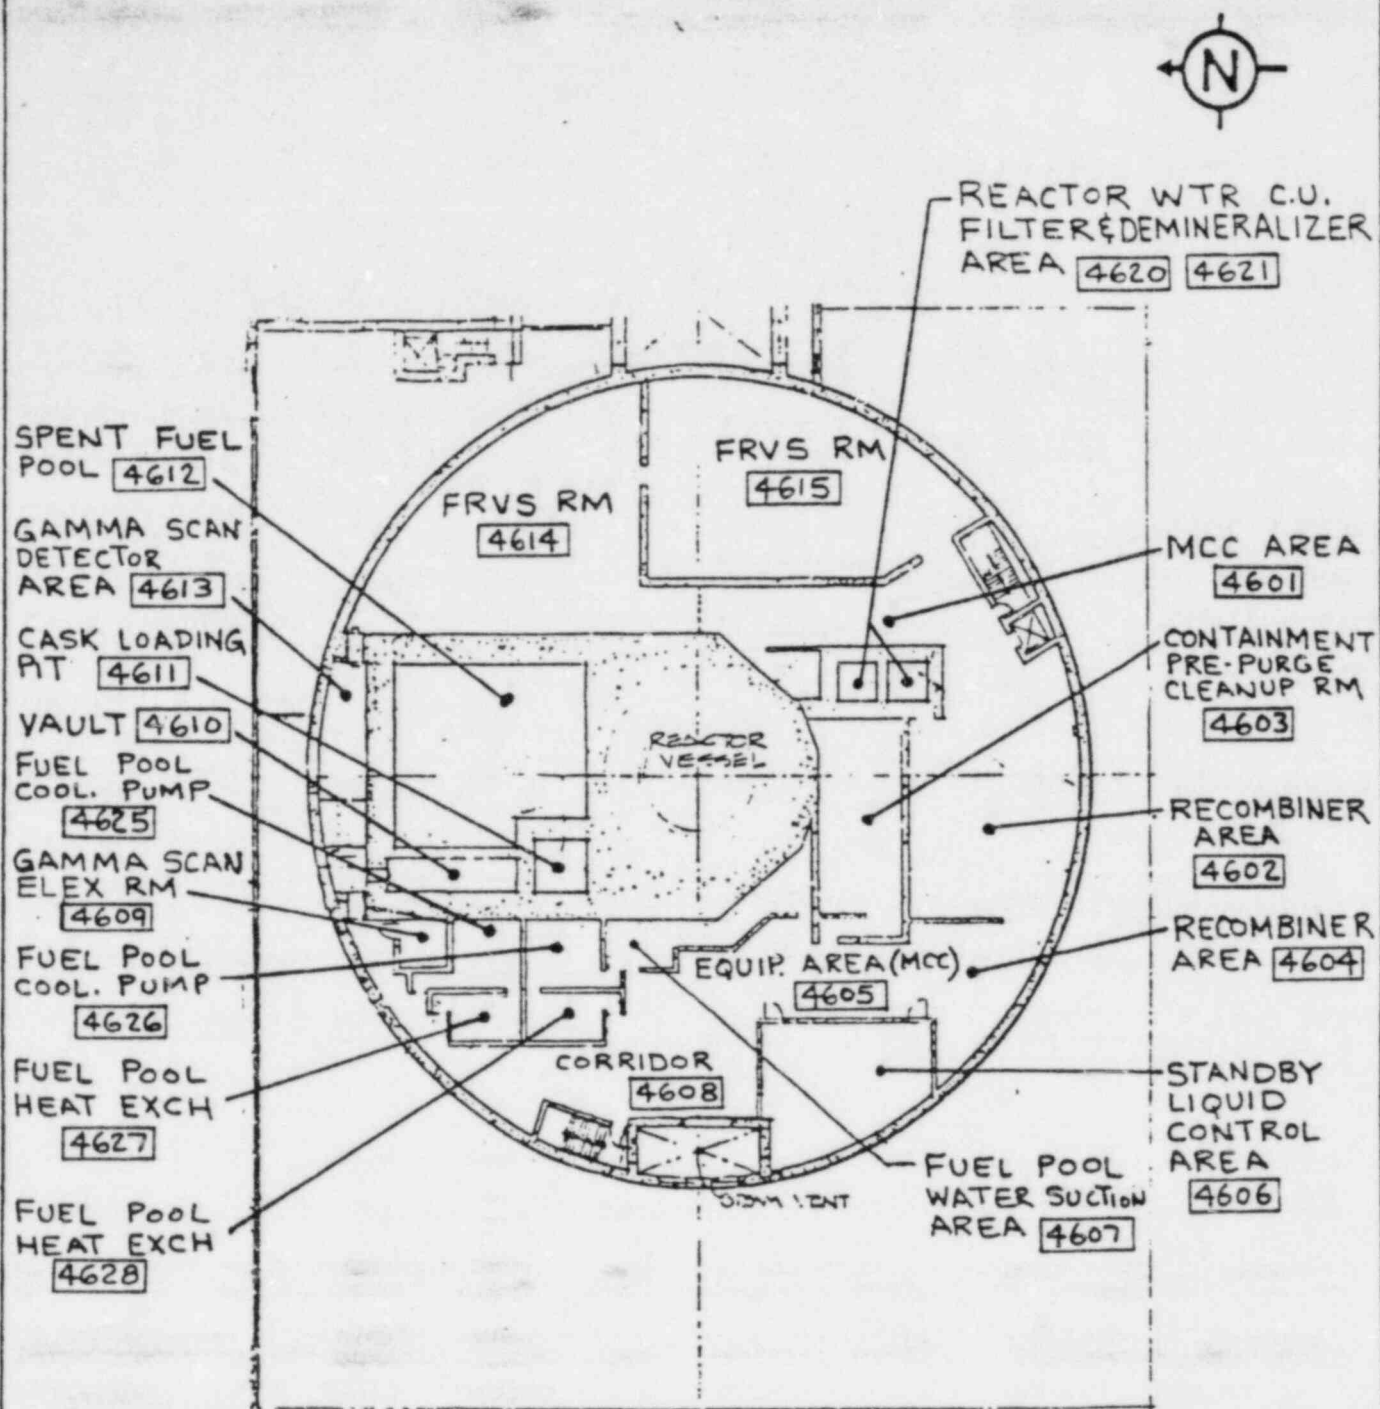 N
REACTOR WTR C.U.
FILTER & DEMINERALIZER
AREA 4620 4621
SPENT FUEL
POOL 4612
GAMMA SCAN
DETECTOR
AREA 4613
CASK LOADING
PIT 4611
VAULT 4610
FUEL POOL
COOL. PUMP
4625
GAMMA SCAN
ELEX RM
4609
FUEL POOL
COOL. PUMP
4626
FUEL POOL
HEAT EXCH
4627
FUEL POOL
HEAT EXCH
4628
FRVS RM
4614
FRVS RM
4615
REACTOR
VESSEL
EQUIP. AREA (MCC)
4605
CORRIDOR
4608
MCC AREA
4601
CONTAINMENT
PRE-PURGE
CLEANUP RM
4603
RECOMBINER
AREA
4602
RECOMBINER
AREA 4604
STANDBY
LIQUID
CONTROL
AREA
4606
FUEL POOL
WATER SUCTION
AREA 4607